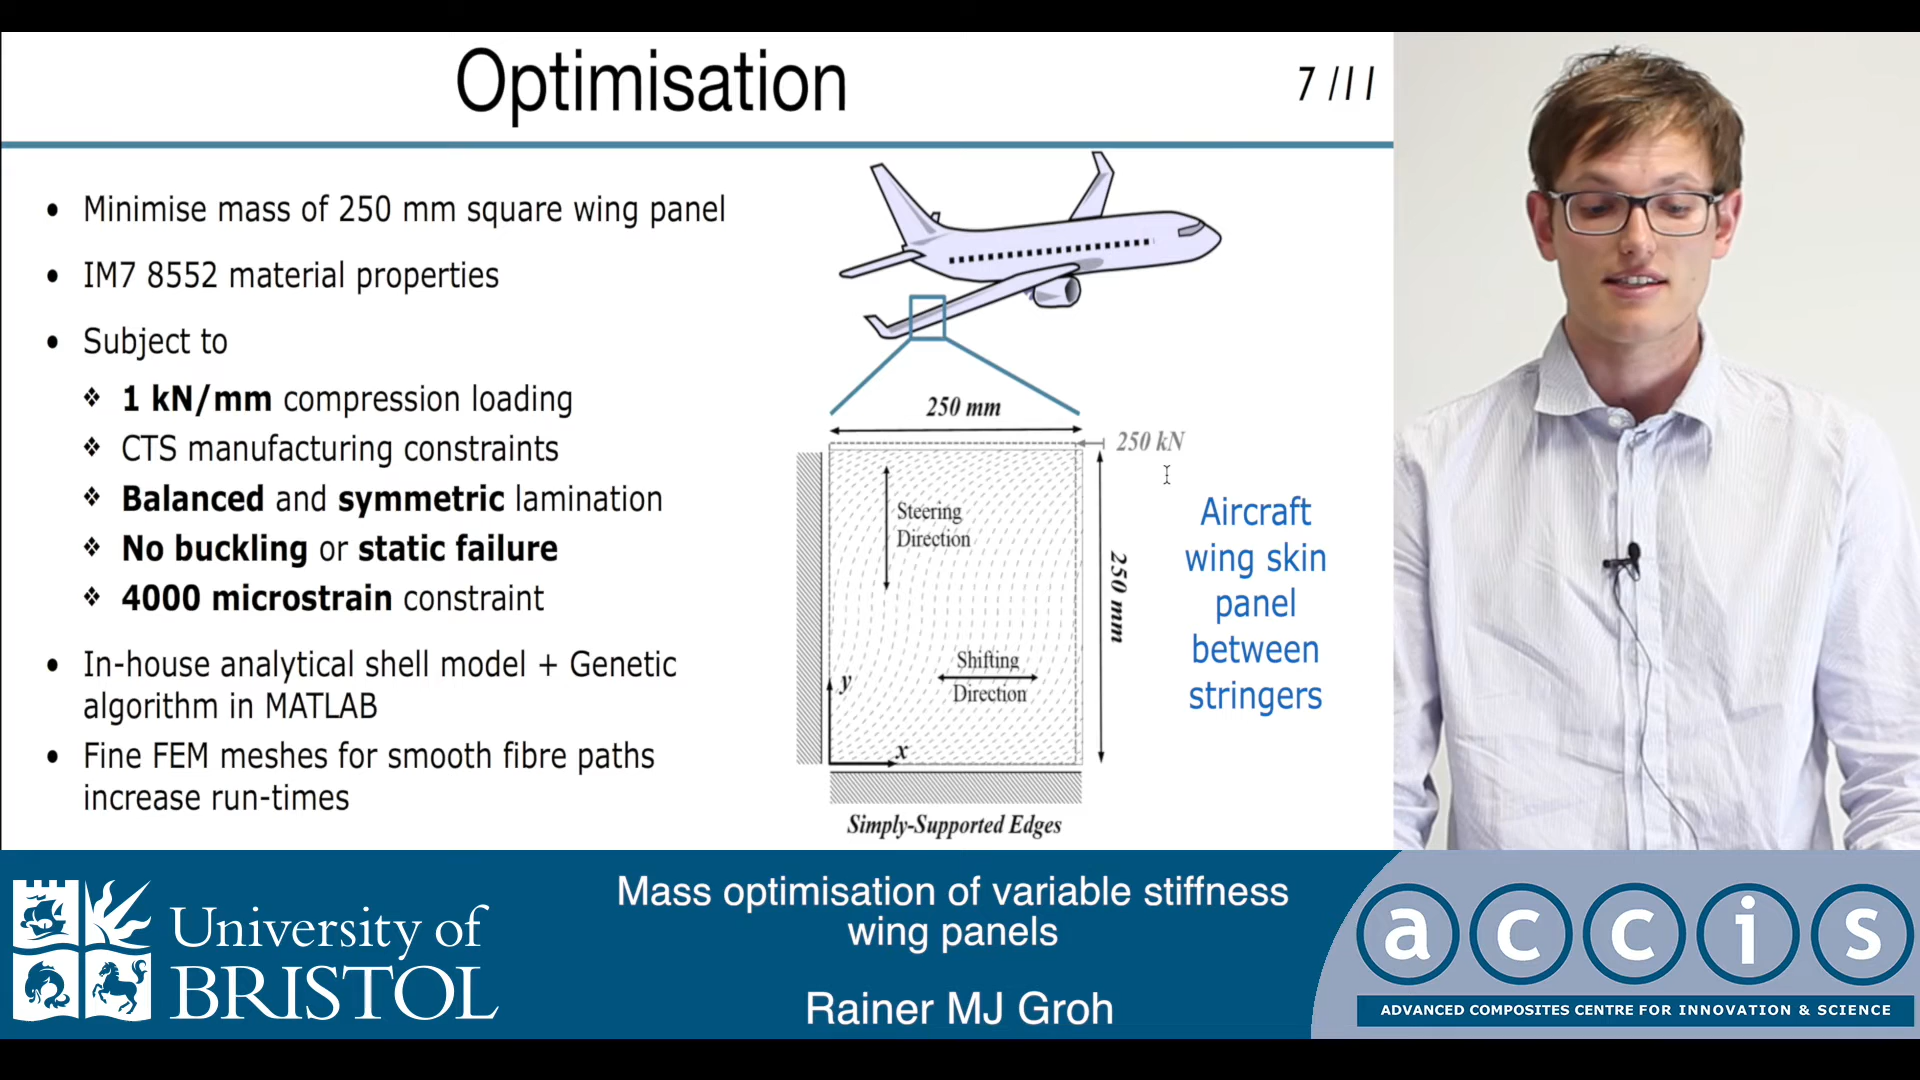 Optimisation
7 /11
• Minimise mass of 250 mm square wing panel
• IM7 8552 material properties
• Subject to
❖ 1 kN/mm compression loading
❖ CTS manufacturing constraints
❖ Balanced and symmetric lamination
❖ No buckling or static failure
❖ 4000 microstrain constraint
• In-house analytical shell model + Genetic
algorithm in MATLAB
• Fine FEM meshes for smooth fibre paths
increase run-times
250 mm
250 kN
Steering
Direction
250 mm
Shifting
Direction
y
x
Simply-Supported Edges
Aircraft
wing skin
panel
between
stringers
University of
BRISTOL
Mass optimisation of variable stiffness
wing panels
Rainer MJ Groh
accis
ADVANCED COMPOSITES CENTRE FOR INNOVATION & SCIENCE